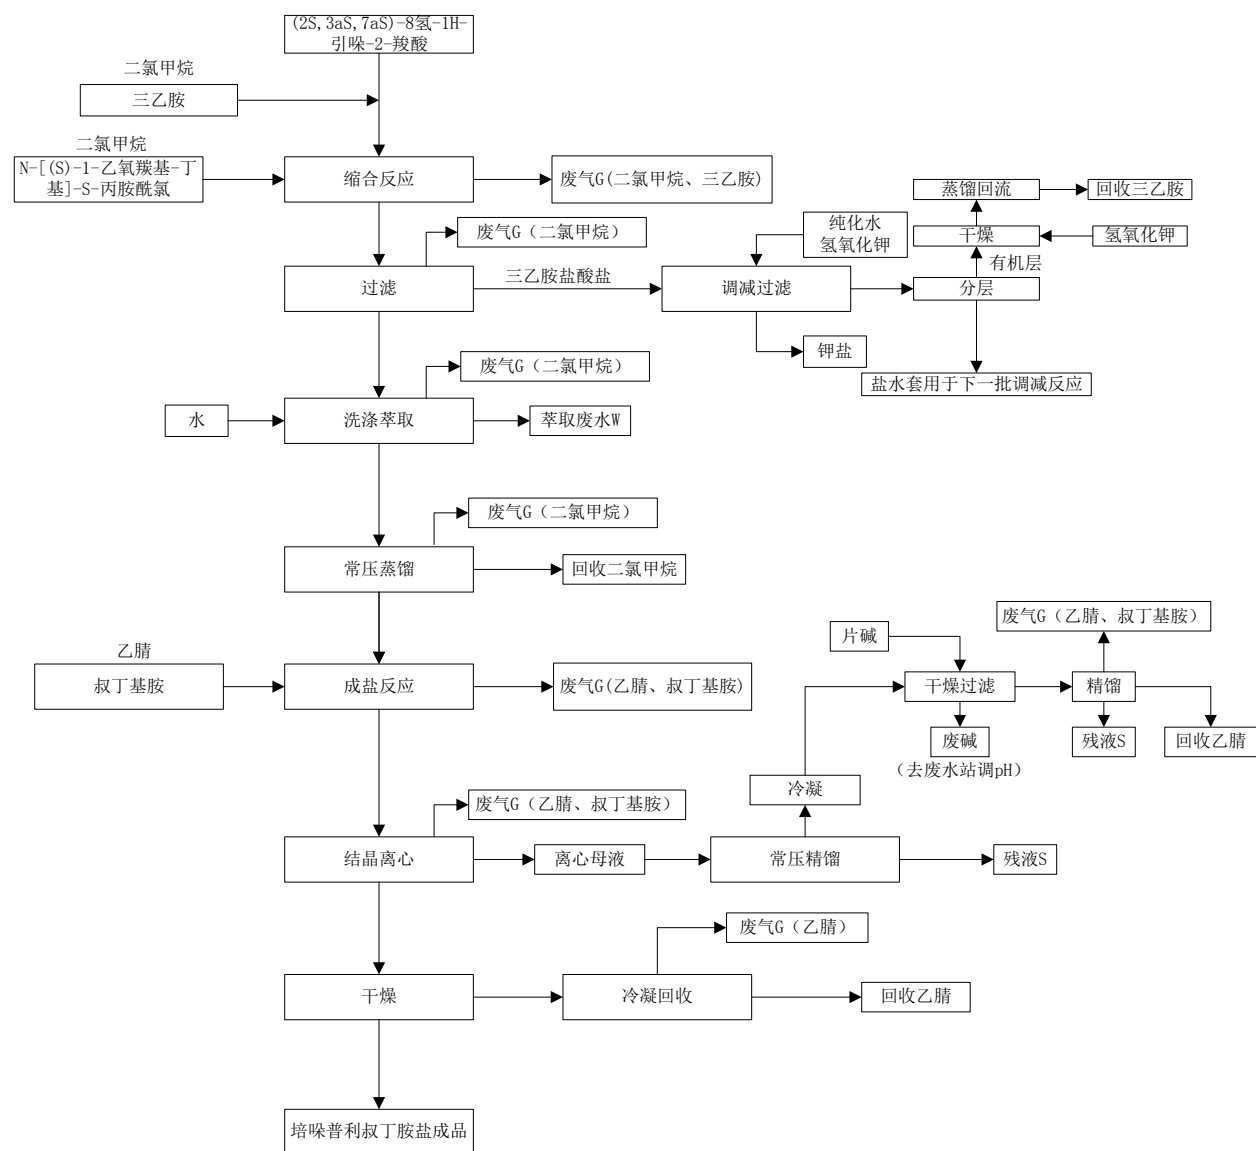 (2S,3aS,7aS)-8氢-1H-
引哚-2-羧酸
二氯甲烷
三乙胺
二氯甲烷
N-[(S)-1-乙氧羰基-丁
基]-S-丙胺酰氯
缩合反应
废气G(二氯甲烷、三乙胺)
蒸馏回流
回收三乙胺
废气G（二氯甲烷）
纯化水
氢氧化钾
干燥
氢氧化钾
有机层
过滤
三乙胺盐酸盐
调减过滤
分层
钾盐
废气G（二氯甲烷）
盐水套用于下一批调减反应
水
洗涤萃取
萃取废水W
废气G（二氯甲烷）
常压蒸馏
回收二氯甲烷
废气G（乙腈、叔丁基胺）
片碱
乙腈
叔丁基胺
成盐反应
废气G(乙腈、叔丁基胺)
干燥过滤
精馏
废碱
（去废水站调pH）
残液S
回收乙腈
冷凝
废气G（乙腈、叔丁基胺）
结晶离心
离心母液
常压精馏
残液S
废气G（乙腈）
干燥
冷凝回收
回收乙腈
培哚普利叔丁胺盐成品